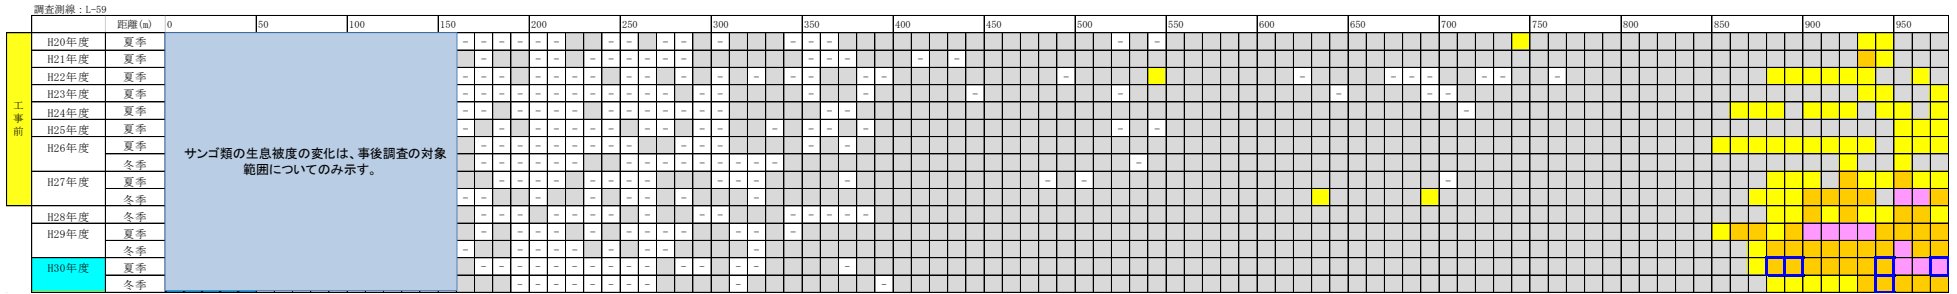 調査測線：L-59
距離(m) 0 50 100 150 200 250 300 350 400 450 500 550 600 650 700 750 800 850 900 950
工事前
H20年度 夏季
H21年度 夏季
H22年度 夏季
H23年度 夏季
H24年度 夏季
H25年度 夏季
H26年度 夏季
冬季
H27年度 夏季
冬季
H28年度 冬季
H29年度 夏季
冬季
H30年度 夏季
冬季
サンゴ類の生息被度の変化は、事後調査の対象
範囲についてのみ示す。